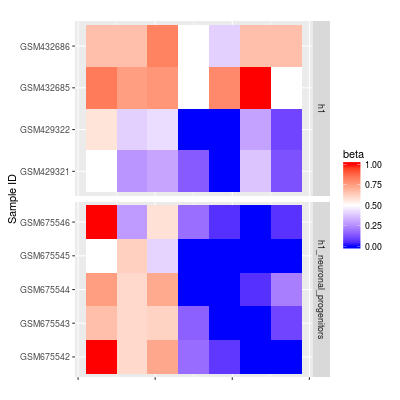 Sample ID
GSM432686
GSM432685
GSM429322
GSM429321
h1
GSM675546
GSM675545
GSM675544
GSM675543
GSM675542
h1_neuronal_progenitors
beta
1.00
0.75
0.50
0.25
0.00